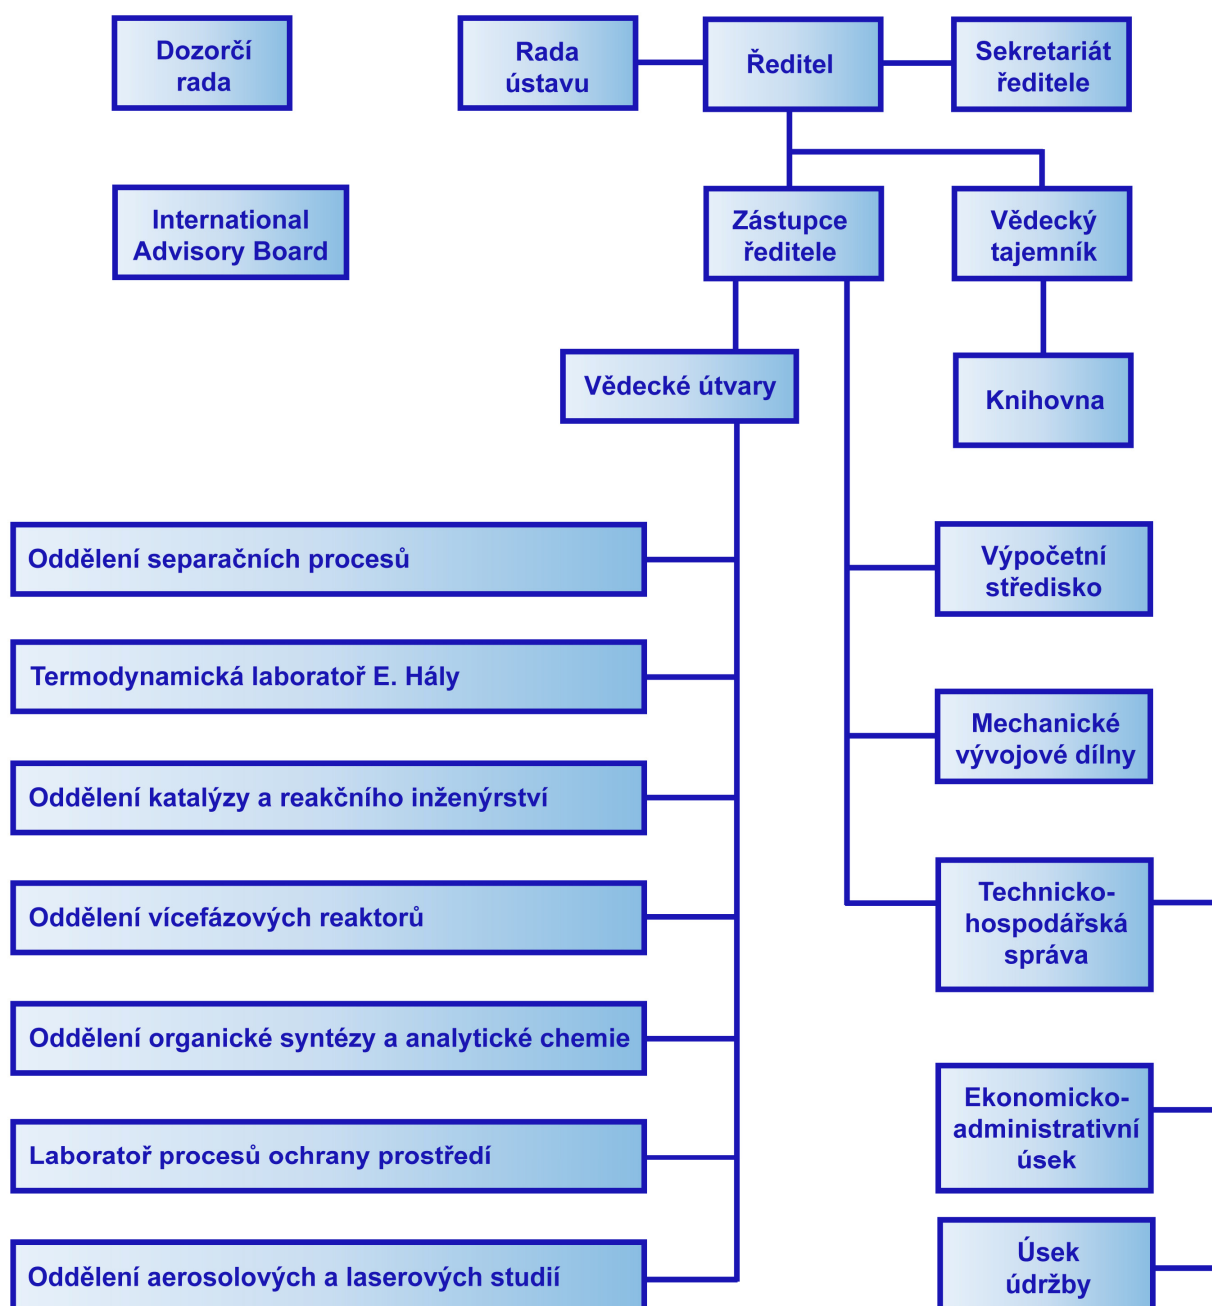 Dozorčí
rada
Rada
ústavu
Ředitel
Sekretariát
ředitele
International
Advisory Board
Zástupce
ředitele
Vědecký
tajemník
Vědecké útvary
Knihovna
Oddělení separačních procesů
Termodynamická laboratoř E. Hály
Oddělení katalýzy a reakčního inženýrství
Oddělení vícefázových reaktorů
Oddělení organické syntézy a analytické chemie
Laboratoř procesů ochrany prostředí
Oddělení aerosolových a laserových studií
Výpočetní
středisko
Mechanické
vývojové dílny
Technicko-
hospodářská
správa
Ekonomicko-
administrativní
úsek
Úsek
údržby